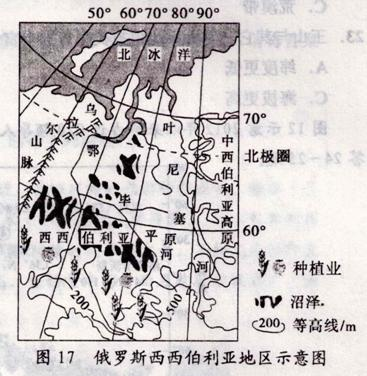 50° 60°70°80°90°
北冰洋
70°
乌拉尔山脉
鄂毕河
叶尼塞河
中西伯利亚高原
北极圈
60°
西西伯利亚平原
200
500
种植业
沼泽
200 等高线/m
图 17 俄罗斯西西伯利亚地区示意图